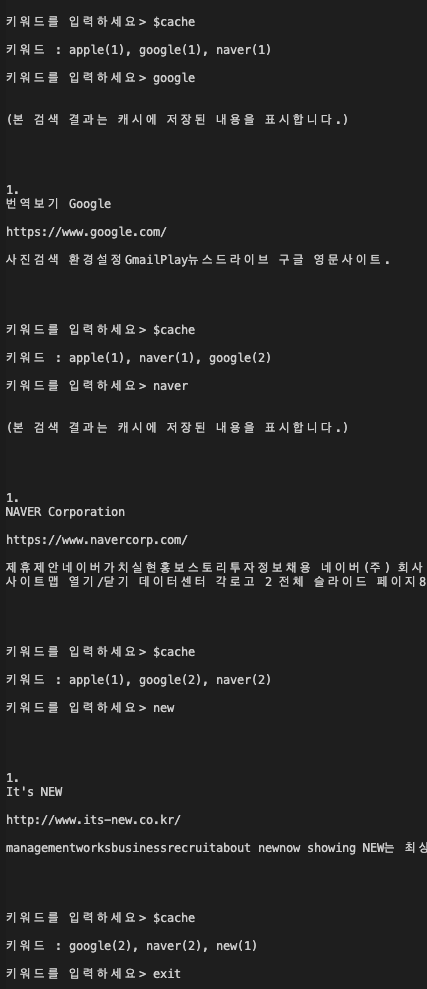 키워드를 입력하세요> $cache
키워드 : apple(1), google(1), naver(1)
키워드를 입력하세요> google
(본 검색 결과는 캐시에 저장된 내용을 표시합니다.)
1.
번역보기 Google
https://www.google.com/
사진검색 환경설정GmailPlay뉴스드라이브 구글 영문사이트.
키워드를 입력하세요> $cache
키워드 : apple(1), naver(1), google(2)
키워드를 입력하세요> naver
(본 검색 결과는 캐시에 저장된 내용을 표시합니다.)
1.
NAVER Corporation
https://www.navercorp.com/
제휴제안네이버가치실현홍보스토리투자정보채용 네이버(주) 회사
사이트맵 열기/닫기 데이터센터 각로고 2 전체 슬라이드 페이지8
키워드를 입력하세요> $cache
키워드 : apple(1), google(2), naver(2)
키워드를 입력하세요> new
1.
It's NEW
http://www.its-new.co.kr/
managementworksbusinessrecruitabout newnow showing NEW는 최상
키워드를 입력하세요> $cache
키워드 : google(2), naver(2), new(1)
키워드를 입력하세요> exit